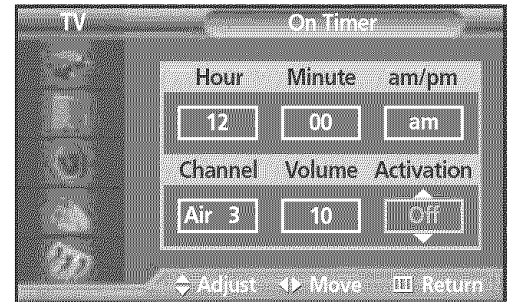 TV On Timer
Hour Minute am/pm
12 00 am
Channel Volume Activation
Air 3 10 Off
Adjust Move Return